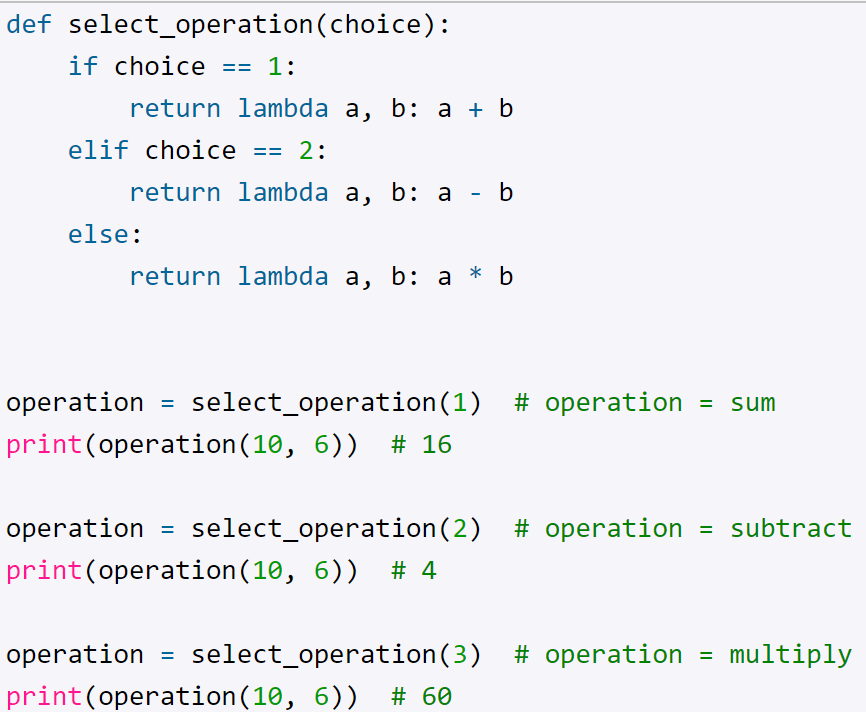 def select_operation(choice):
    if choice == 1:
        return lambda a, b: a + b
    elif choice == 2:
        return lambda a, b: a - b
    else:
        return lambda a, b: a * b
operation = select_operation(1)  # operation = sum
print(operation(10, 6))  # 16
operation = select_operation(2)  # operation = subtract
print(operation(10, 6))  # 4
operation = select_operation(3)  # operation = multiply
print(operation(10, 6))  # 60